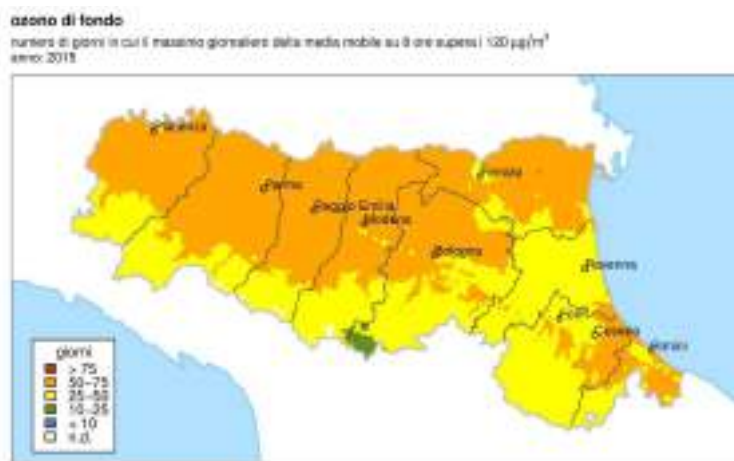 ozono di fondo
numero di giorni in cui il massimo giornaliero della media mobile su 8 ore supera i 120 µg/m³
anno: 2015
Piacenza
Parma
Reggio Emilia
Modena
Ferrara
Bologna
Ravenna
Forlì
Cesena
Rimini
giorni
> 75
50-75
25-50
10-25
< 10
n.d.